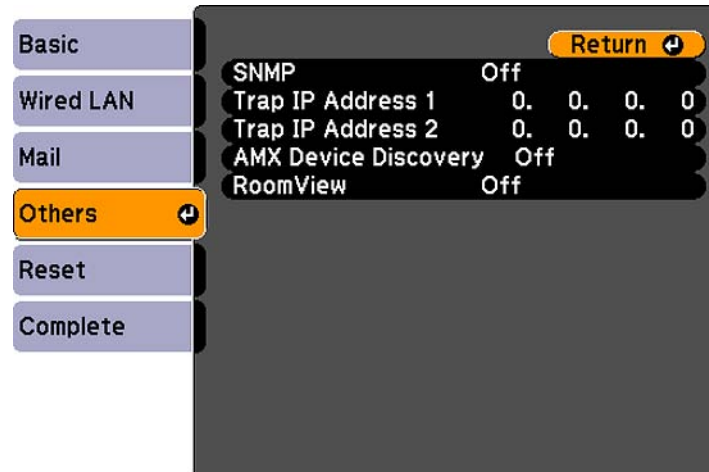 Basic
Wired LAN
Mail
Others
Reset
Complete
Return
SNMP Off
Trap IP Address 1 0. 0. 0. 0
Trap IP Address 2 0. 0. 0. 0
AMX Device Discovery Off
RoomView Off